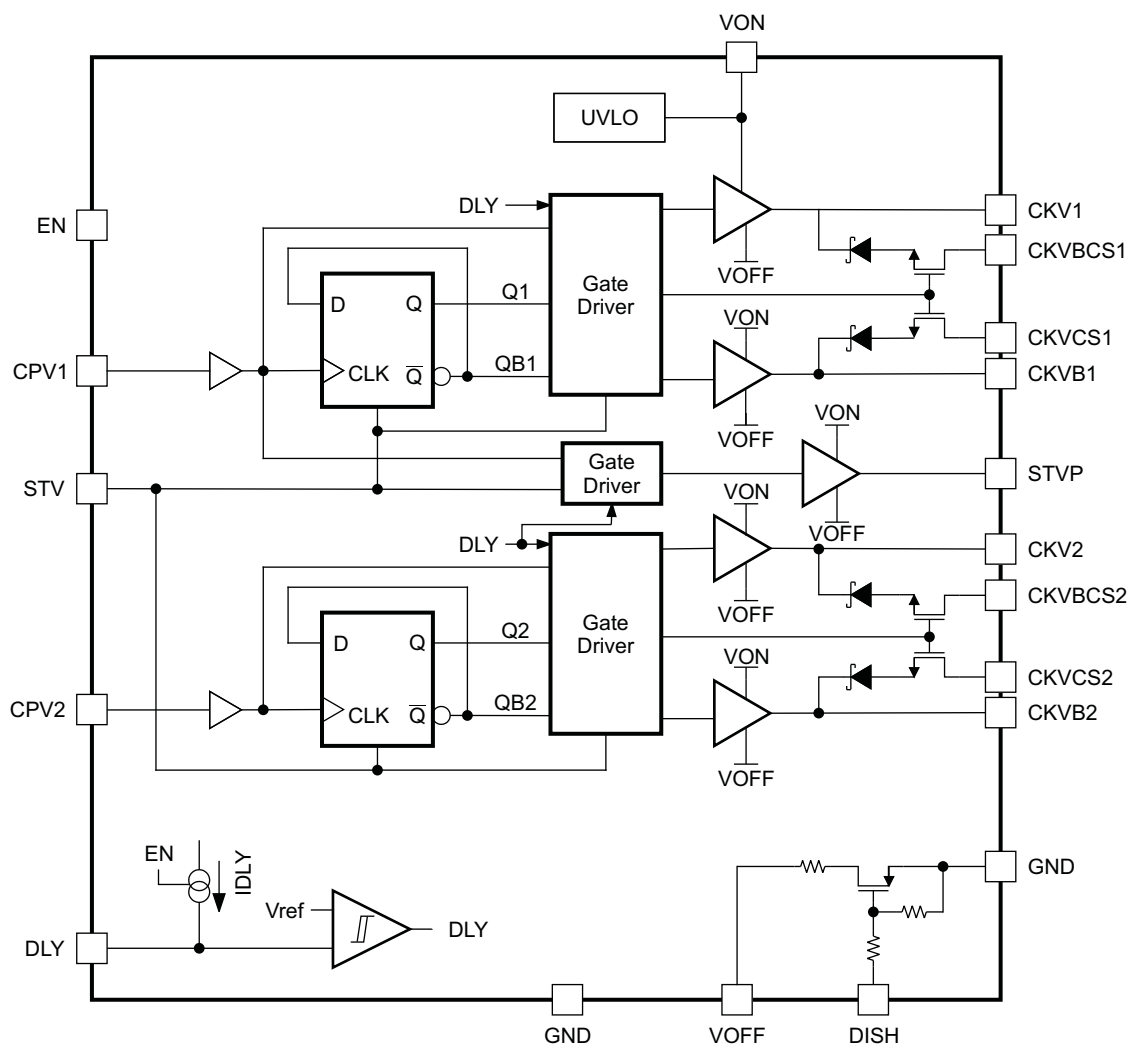 VON
UVLO
DLY
EN
CKV1
CKVBCS1
VOFF
Gate
Driver
D
Q
Q1
VON
CKVCS1
CPV1
CLK
Q̅
QB1
CKVB1
VOFF
VON
Gate
Driver
STV
STVP
VON
VOFF
DLY
CKV2
CKVBCS2
VOFF
Gate
Driver
D
Q
Q2
VON
CKVCS2
CPV2
CLK
Q̅
QB2
CKVB2
VOFF
EN
IDLY
GND
Vref
DLY
DLY
GND
VOFF
DISH